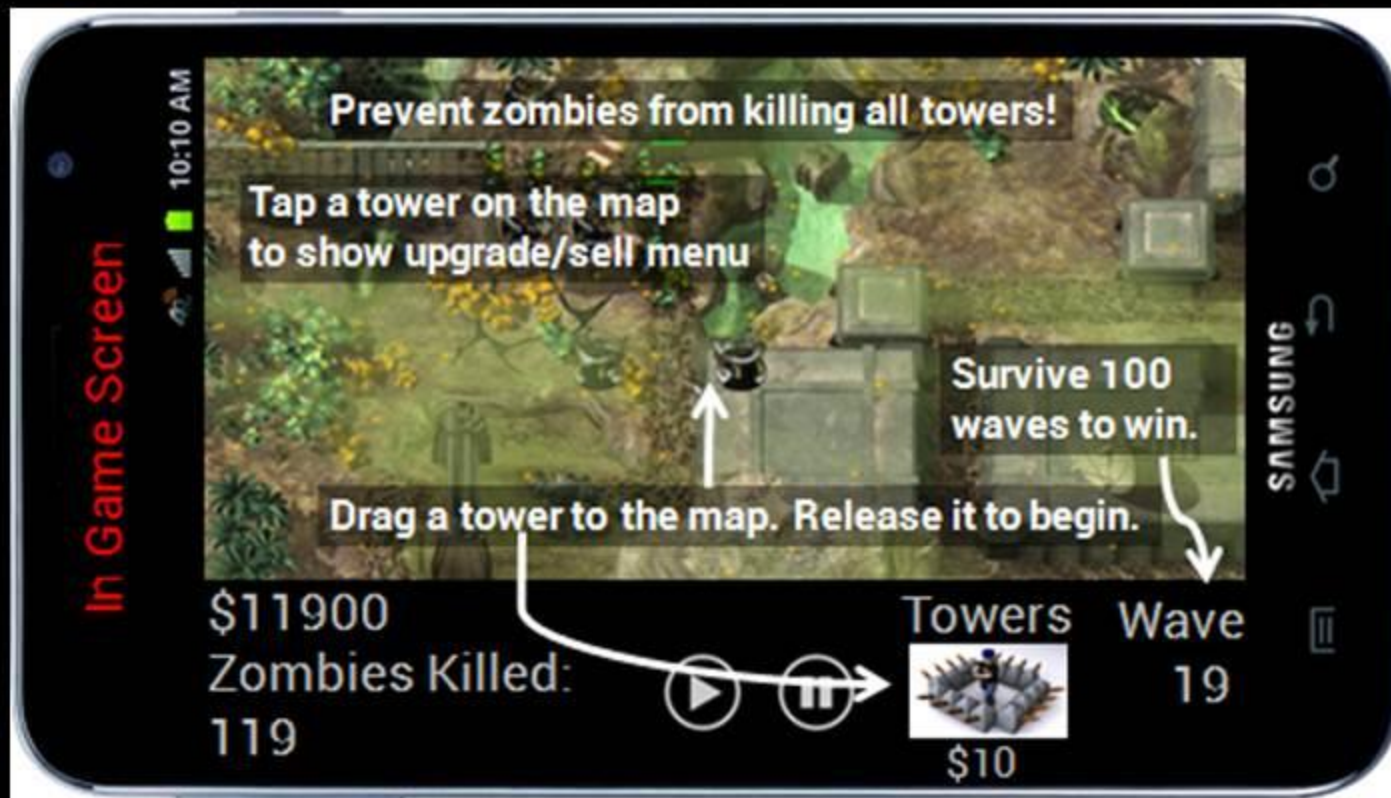 In Game Screen
10:10 AM
Prevent zombies from killing all towers!
Tap a tower on the map
to show upgrade/sell menu
Survive 100
waves to win.
Drag a tower to the map. Release it to begin.
SAMSUNG
$11900
Zombies Killed:
119
Towers
$10
Wave
19